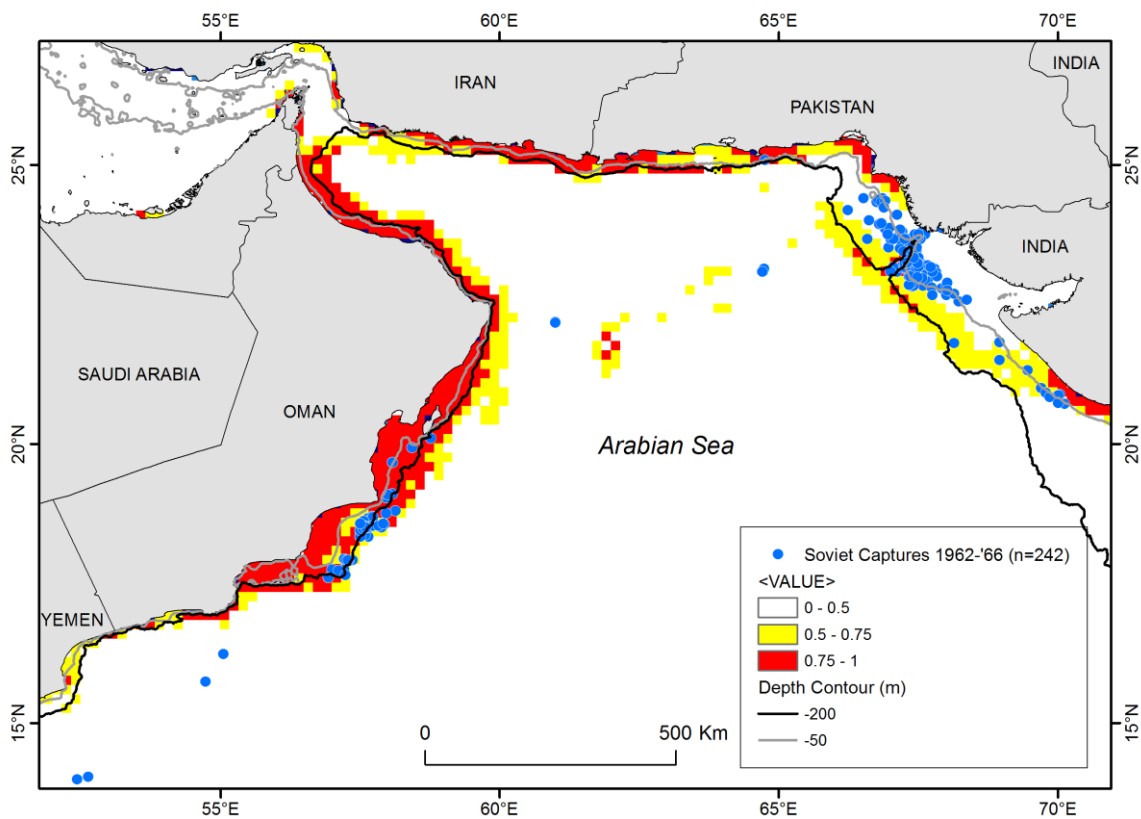 55°E 60°E 65°E 70°E
INDIA
IRAN
PAKISTAN
25°N 25°N
INDIA
SAUDI ARABIA
OMAN
20°N Arabian Sea 20°N
YEMEN
Soviet Captures 1962-'66 (n=242)
<VALUE>
0 - 0.5
0.5 - 0.75
0.75 - 1
Depth Contour (m)
-200
-50
15°N 15°N
0 500 Km
55°E 60°E 65°E 70°E